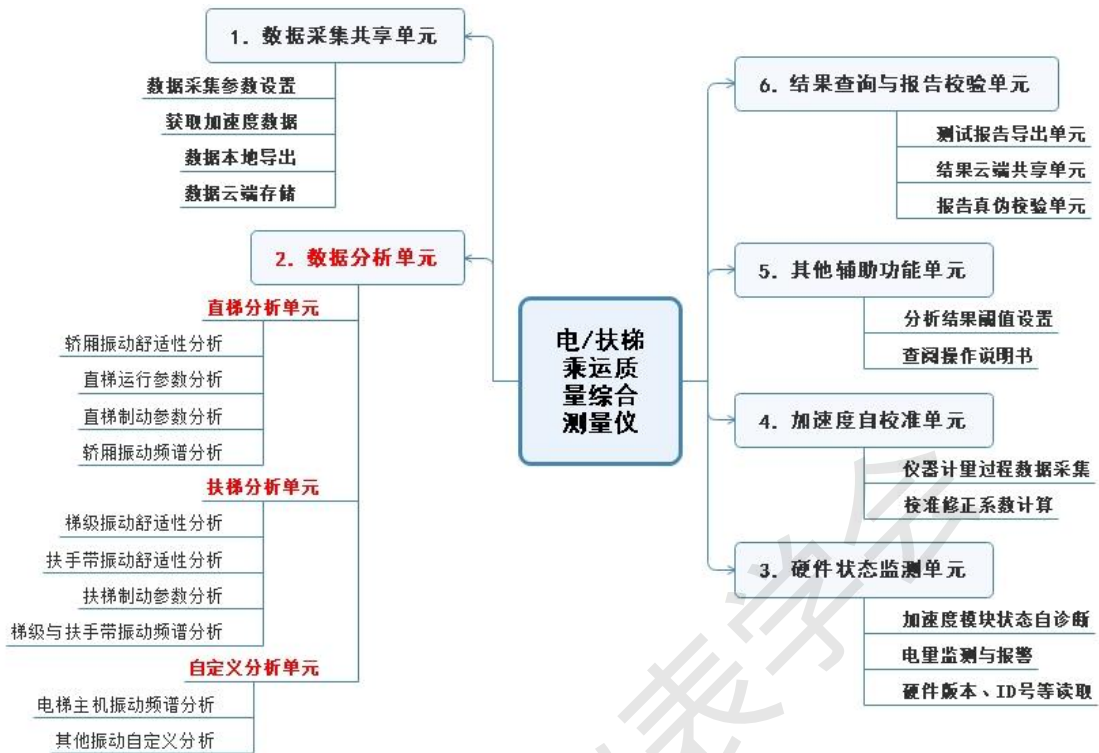 1. 数据采集共享单元
数据采集参数设置
获取加速度数据
数据本地导出
数据云端存储
2. 数据分析单元
直梯分析单元
轿厢振动舒适性分析
直梯运行参数分析
直梯制动参数分析
轿厢振动频谱分析
扶梯分析单元
梯级振动舒适性分析
扶手带振动舒适性分析
扶梯制动参数分析
梯级与扶手带振动频谱分析
自定义分析单元
电梯主机振动频谱分析
其他振动自定义分析
电/扶梯
乘运质
量综合
测量仪
6. 结果查询与报告校验单元
测试报告导出单元
结果云端共享单元
报告真伪校验单元
5. 其他辅助功能单元
分析结果阈值设置
查阅操作说明书
4. 加速度自校准单元
仪器计量过程数据采集
校准修正系数计算
3. 硬件状态监测单元
加速度模块状态自诊断
电量监测与报警
硬件版本、ID号等读取
表学会